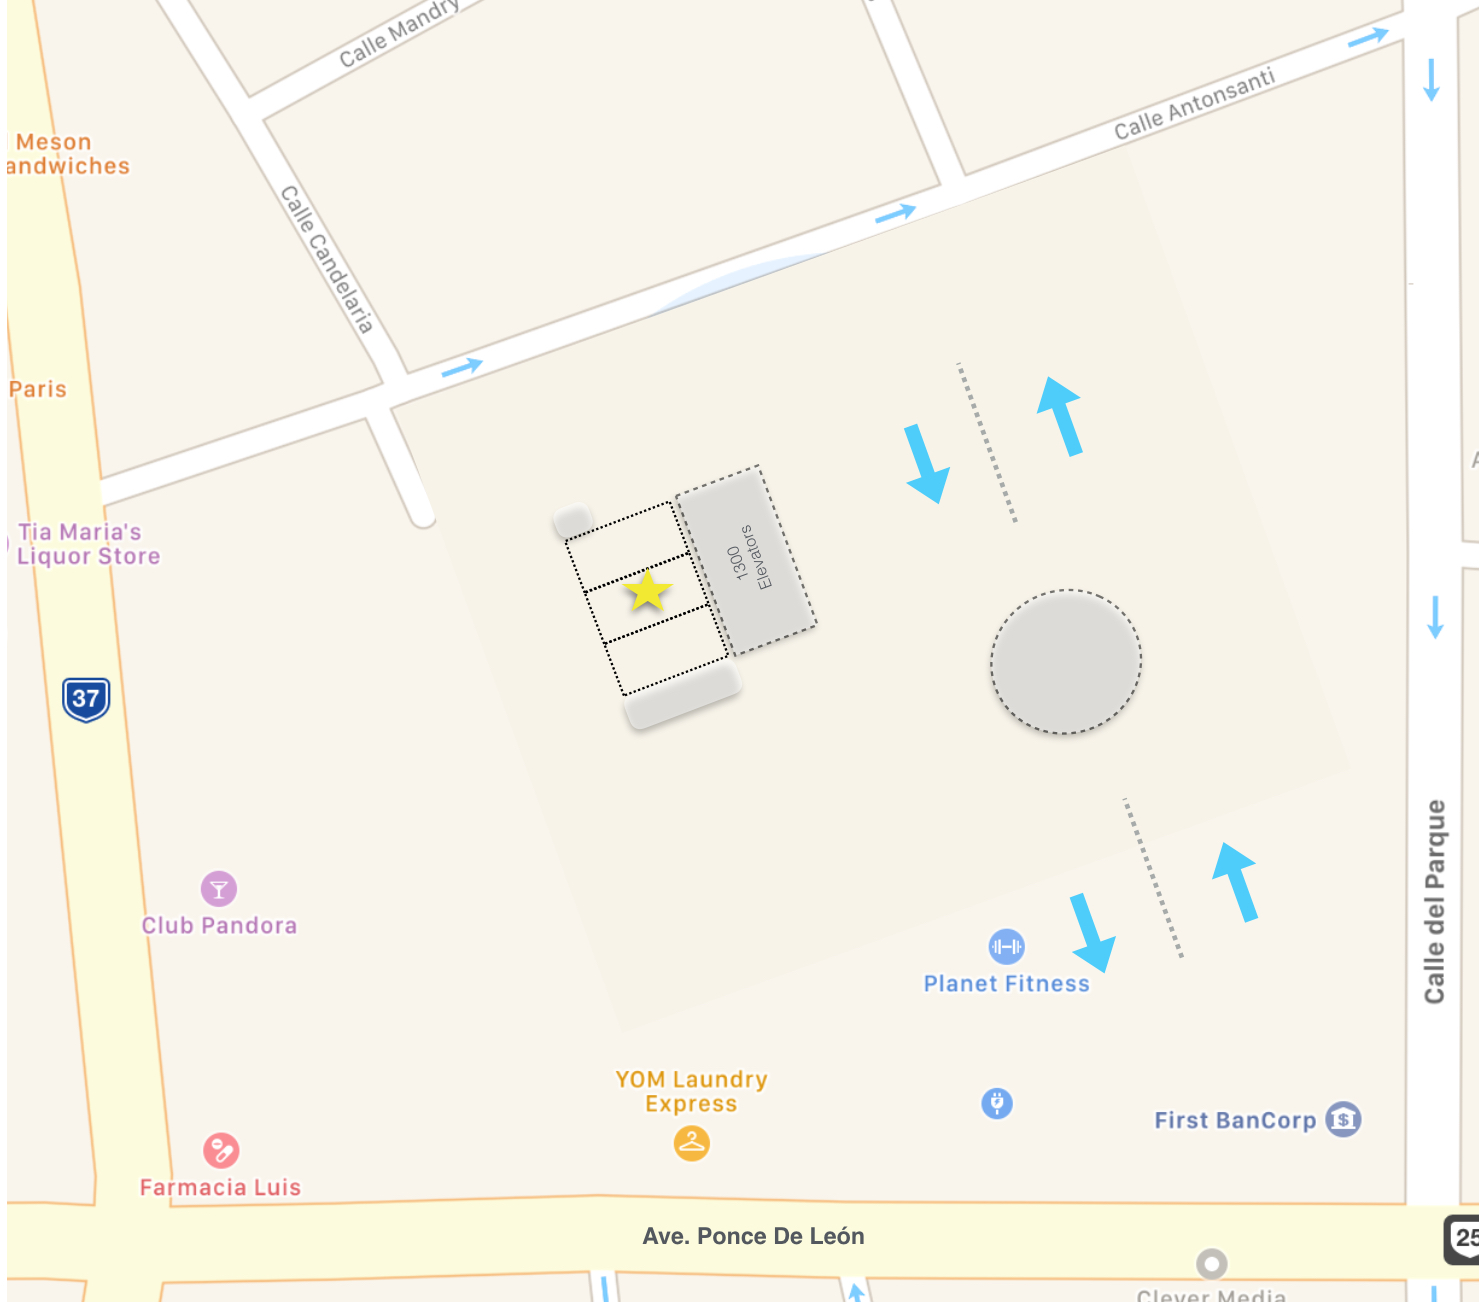 Calle Mandry
Calle Antonsanti
Meson
andwiches
Calle Candelaria
Paris
Tia Maria's
Liquor Store
1300
Elevators
37
Calle del Parque
Club Pandora
Planet Fitness
YOM Laundry
Express
First BanCorp
$
Farmacia Luis
Ave. Ponce De León
25
Clever Media